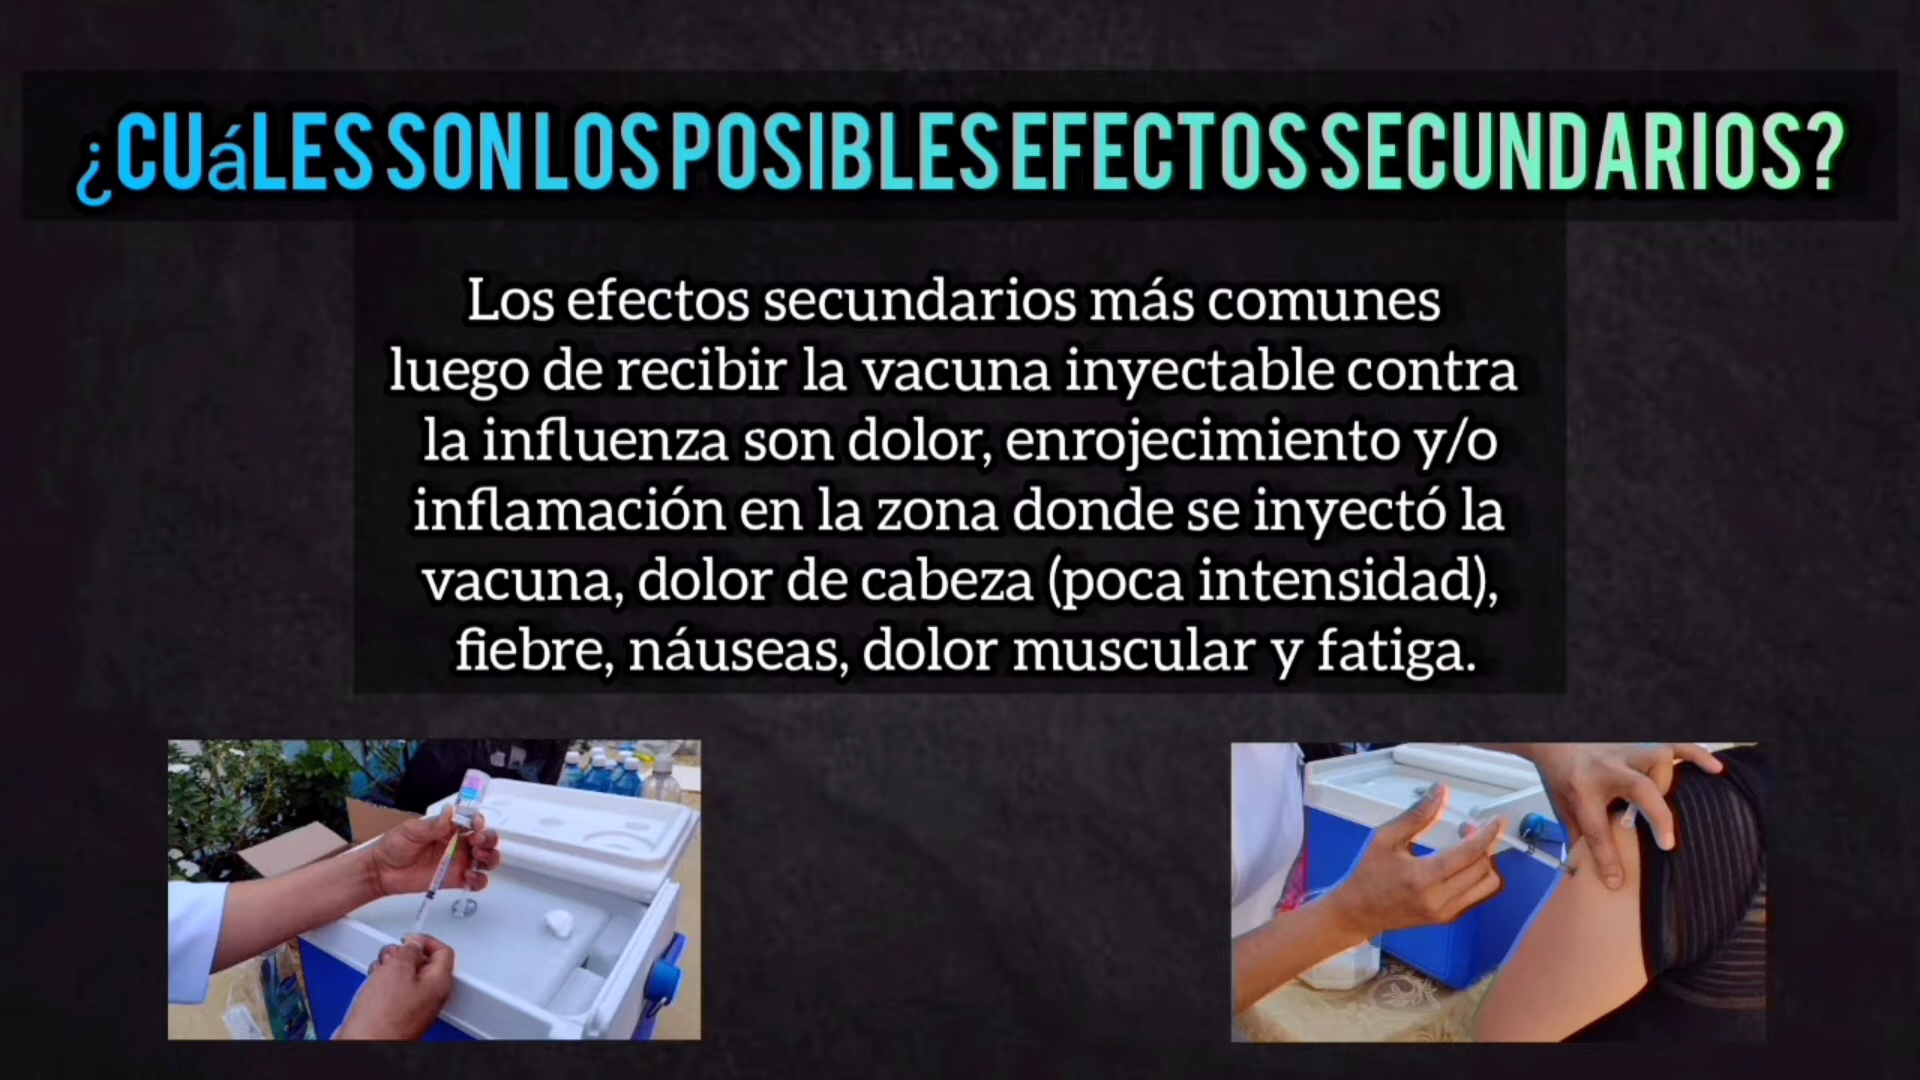 ¿CUáLES SON LOS POSIBLES EFECTOS SECUNDARIOS?
Los efectos secundarios más comunes
luego de recibir la vacuna inyectable contra
la influenza son dolor, enrojecimiento y/o
inflamación en la zona donde se inyectó la
vacuna, dolor de cabeza (poca intensidad),
fiebre, náuseas, dolor muscular y fatiga.